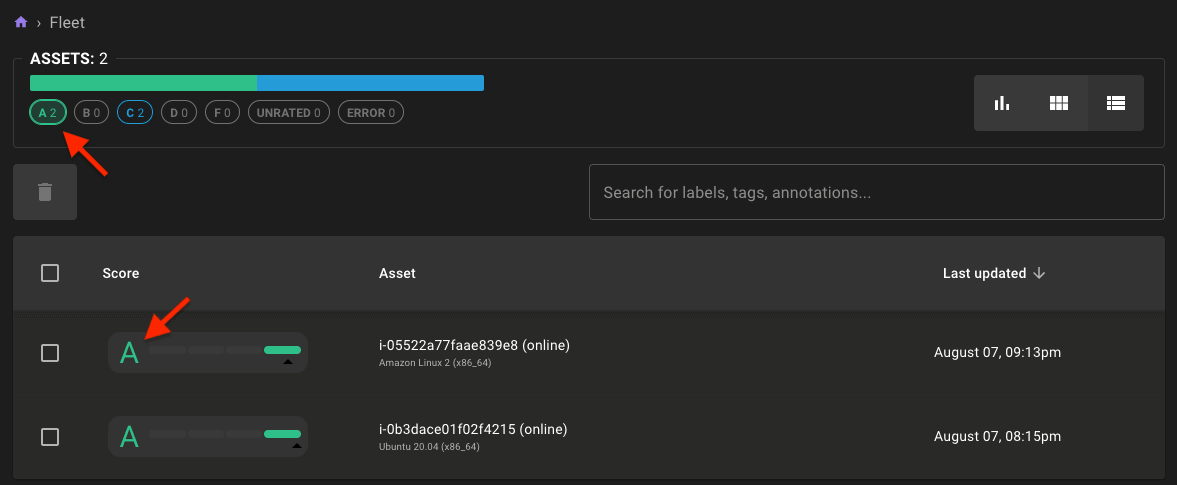 › Fleet
ASSETS: 2
A 2 B 0 C 2 D 0 F 0 UNRATED 0 ERROR 0
Search for labels, tags, annotations...
Score Asset Last updated
A i-05522a77faae839e8 (online) August 07, 09:13pm
Amazon Linux 2 (x86_64)
A i-0b3dace01f02f4215 (online) August 07, 08:15pm
Ubuntu 20.04 (x86_64)